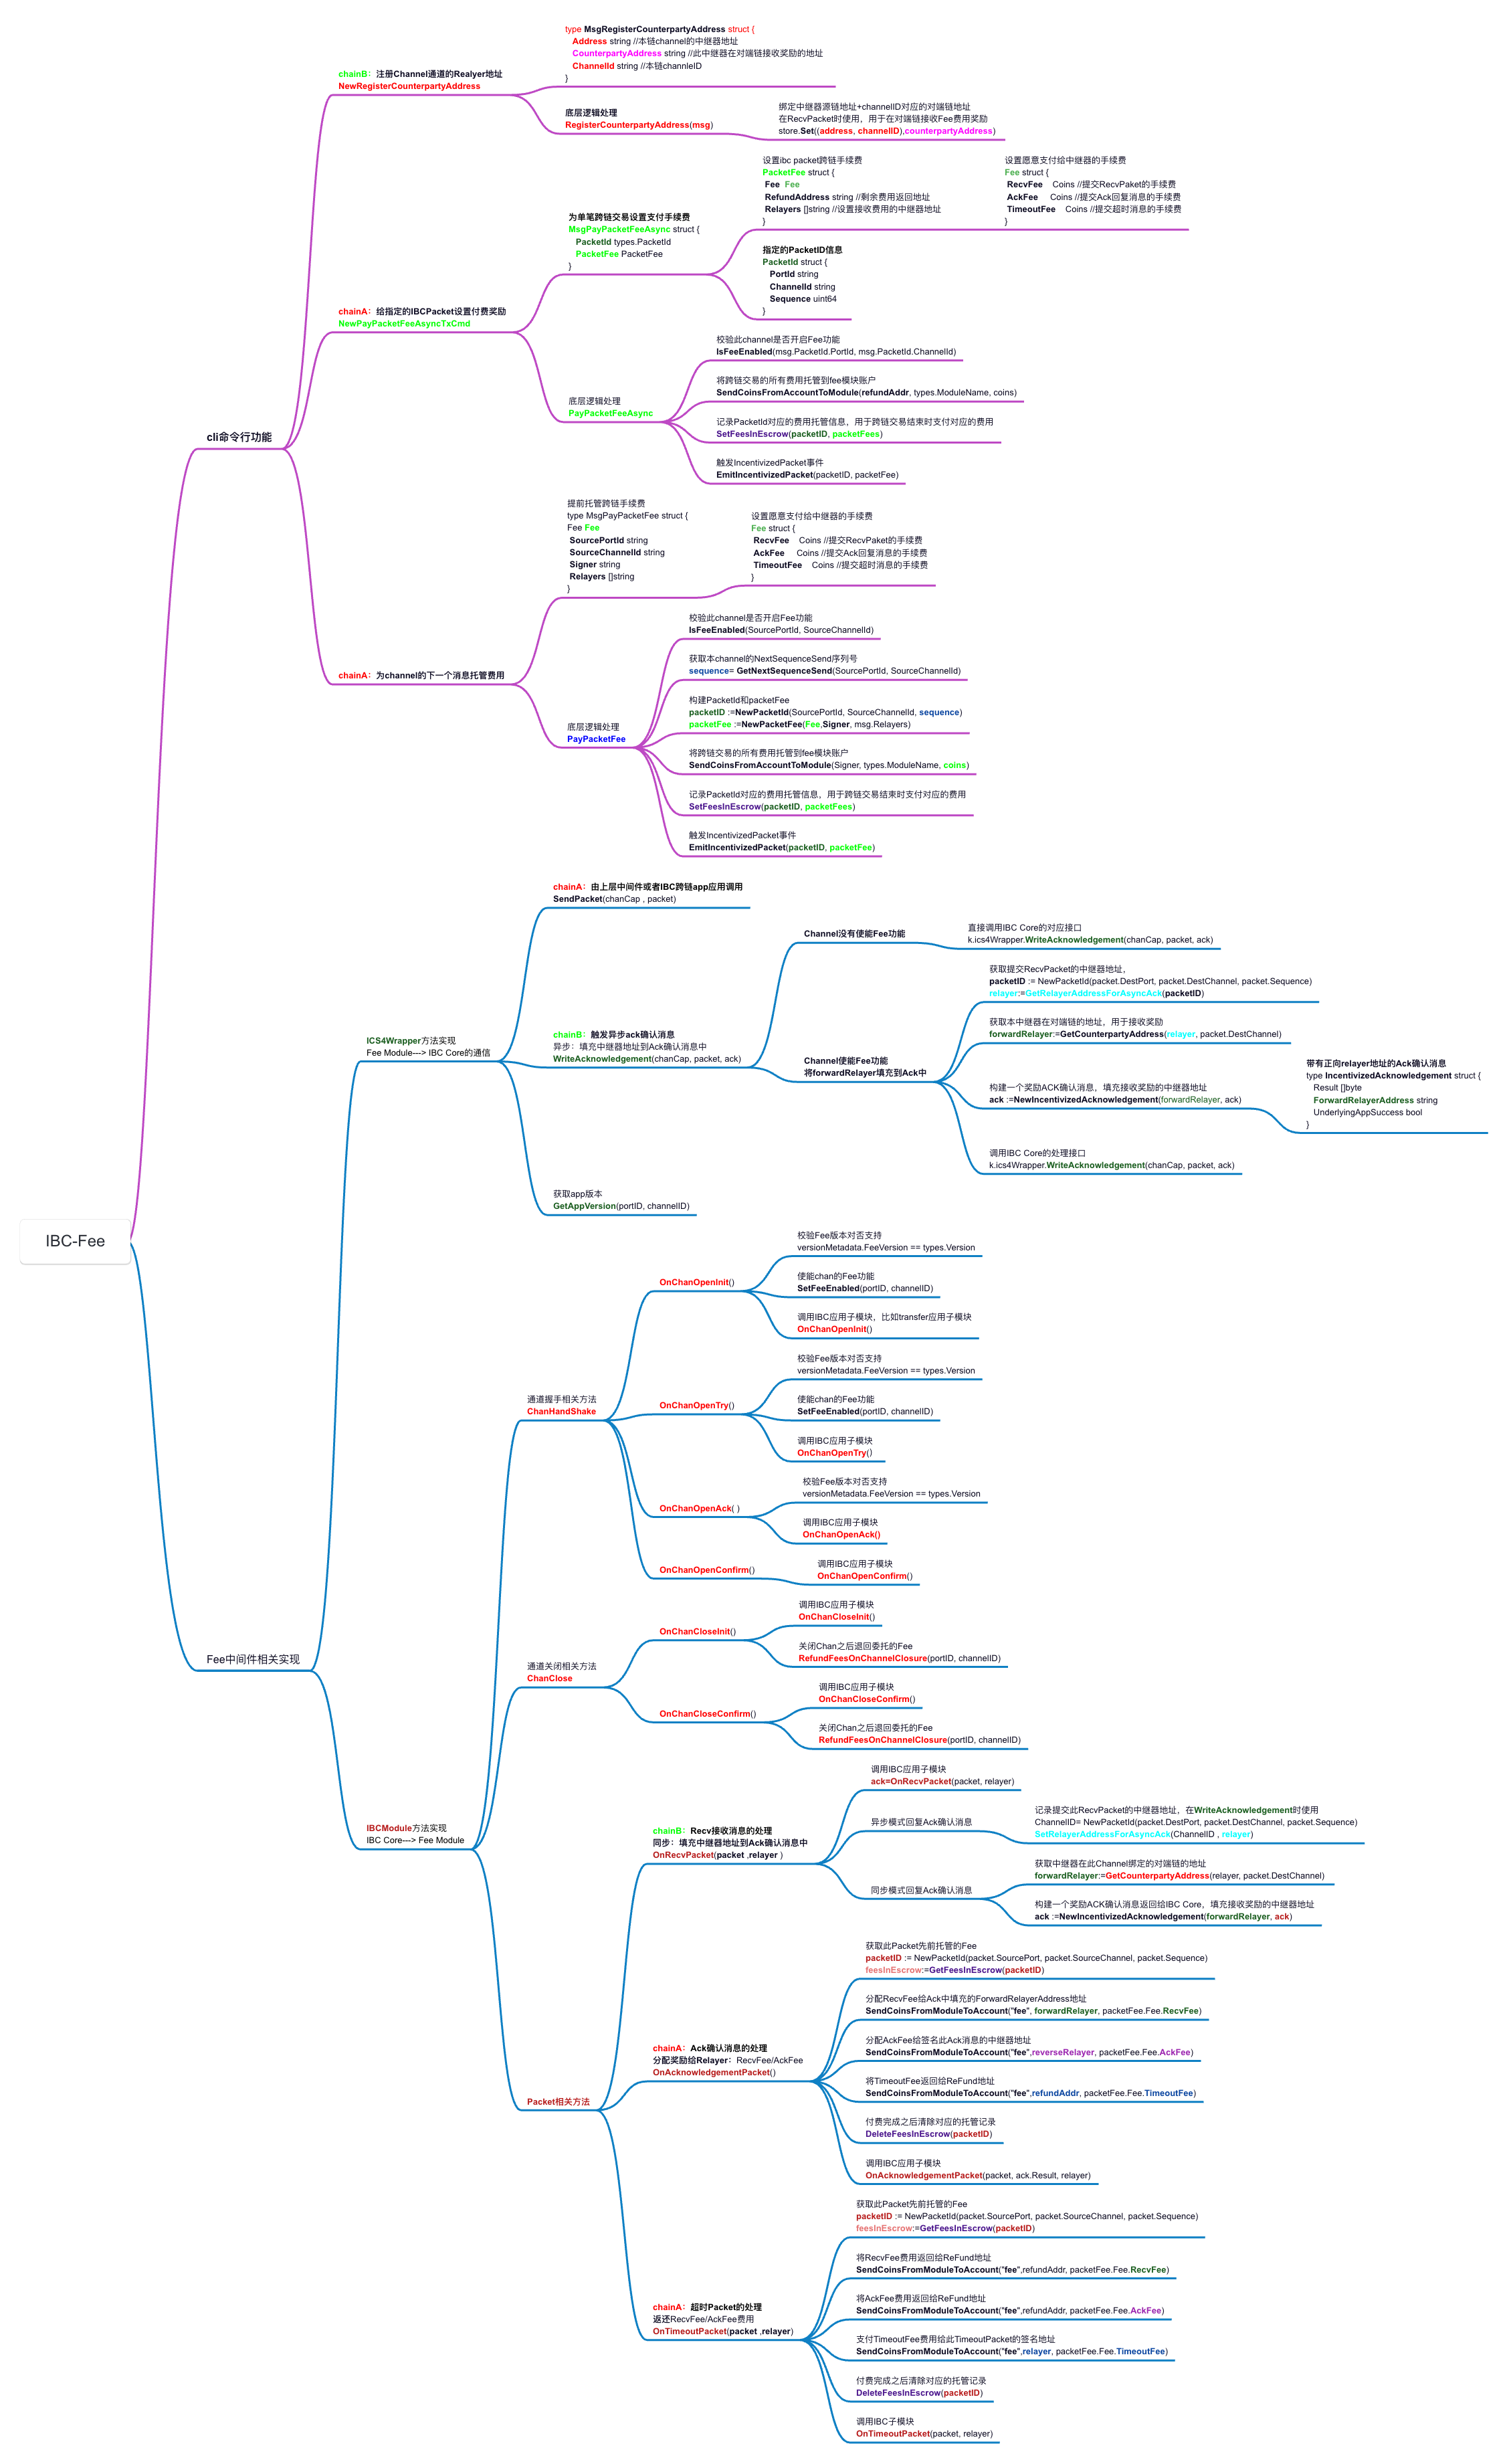 IBC-Fee
cli命令行功能
chainB：注册Channel通道的Realyer地址
NewRegisterCounterpartyAddress
type MsgRegisterCounterpartyAddress struct {
Address string //本链channel的中继器地址
CounterpartyAddress string //此中继器在对端链接收奖励的地址
ChannelId string //本链channleID
}
底层逻辑处理
RegisterCounterpartyAddress(msg)
绑定中继器源链地址+channelID对应的对端链地址
在RecvPacket时使用，用于在对端链接收Fee费用奖励
store.Set((address, channelID),counterpartyAddress)
chainA：给指定的IBCPacket设置付费奖励
NewPayPacketFeeAsyncTxCmd
为单笔跨链交易设置支付手续费
MsgPayPacketFeeAsync struct {
PacketId types.PacketId
PacketFee PacketFee
}
设置ibc packet跨链手续费
PacketFee struct {
Fee Fee
RefundAddress string //剩余费用返回地址
Relayers []string //设置接收费用的中继器地址
}
设置愿意支付给中继器的手续费
Fee struct {
RecvFee Coins //提交RecvPaket的手续费
AckFee Coins //提交Ack回复消息的手续费
TimeoutFee Coins //提交超时消息的手续费
}
指定的PacketID信息
PacketId struct {
PortId string
ChannelId string
Sequence uint64
}
底层逻辑处理
PayPacketFeeAsync
校验此channel是否开启Fee功能
IsFeeEnabled(msg.PacketId.PortId, msg.PacketId.ChannelId)
将跨链交易的所有费用托管到fee模块账户
SendCoinsFromAccountToModule(refundAddr, types.ModuleName, coins)
记录PacketId对应的费用托管信息，用于跨链交易结束时支付对应的费用
SetFeesInEscrow(packetID, packetFees)
触发IncentivizedPacket事件
EmitIncentivizedPacket(packetID, packetFee)
chainA：为channel的下一个消息托管费用
提前托管跨链手续费
type MsgPayPacketFee struct {
Fee Fee
SourcePortId string
SourceChannelId string
Signer string
Relayers []string
}
设置愿意支付给中继器的手续费
Fee struct {
RecvFee Coins //提交RecvPaket的手续费
AckFee Coins //提交Ack回复消息的手续费
TimeoutFee Coins //提交超时消息的手续费
}
底层逻辑处理
PayPacketFee
校验此channel是否开启Fee功能
IsFeeEnabled(SourcePortId, SourceChannelId)
获取本channel的NextSequenceSend序列号
sequence= GetNextSequenceSend(SourcePortId, SourceChannelId)
构建PacketId和packetFee
packetID :=NewPacketId(SourcePortId, SourceChannelId, sequence)
packetFee :=NewPacketFee(Fee,Signer, msg.Relayers)
将跨链交易的所有费用托管到fee模块账户
SendCoinsFromAccountToModule(Signer, types.ModuleName, coins)
记录PacketId对应的费用托管信息，用于跨链交易结束时支付对应的费用
SetFeesInEscrow(packetID, packetFees)
触发IncentivizedPacket事件
EmitIncentivizedPacket(packetID, packetFee)
Fee中间件相关实现
ICS4Wrapper方法实现
Fee Module---> IBC Core的通信
chainA：由上层中间件或者IBC跨链app应用调用
SendPacket(chanCap , packet)
chainB：触发异步ack确认消息
异步：填充中继器地址到Ack确认消息中
WriteAcknowledgement(chanCap, packet, ack)
Channel没有使能Fee功能
直接调用IBC Core的对应接口
k.ics4Wrapper.WriteAcknowledgement(chanCap, packet, ack)
Channel使能Fee功能
将forwardRelayer填充到Ack中
获取提交RecvPacket的中继器地址，
packetID := NewPacketId(packet.DestPort, packet.DestChannel, packet.Sequence)
relayer:=GetRelayerAddressForAsyncAck(packetID)
获取本中继器在对端链的地址，用于接收奖励
forwardRelayer:=GetCounterpartyAddress(relayer, packet.DestChannel)
构建一个奖励ACK确认消息，填充接收奖励的中继器地址
ack :=NewIncentivizedAcknowledgement(forwardRelayer, ack)
带有正向relayer地址的Ack确认消息
type IncentivizedAcknowledgement struct {
Result []byte
ForwardRelayerAddress string
UnderlyingAppSuccess bool
}
调用IBC Core的处理接口
k.ics4Wrapper.WriteAcknowledgement(chanCap, packet, ack)
获取app版本
GetAppVersion(portID, channelID)
IBCModule方法实现
IBC Core---> Fee Module
通道握手相关方法
ChanHandShake
OnChanOpenInit()
校验Fee版本对否支持
versionMetadata.FeeVersion == types.Version
使能chan的Fee功能
SetFeeEnabled(portID, channelID)
调用IBC应用子模块，比如transfer应用子模块
OnChanOpenInit()
OnChanOpenTry()
校验Fee版本对否支持
versionMetadata.FeeVersion == types.Version
使能chan的Fee功能
SetFeeEnabled(portID, channelID)
调用IBC应用子模块
OnChanOpenTry()
OnChanOpenAck( )
校验Fee版本对否支持
versionMetadata.FeeVersion == types.Version
调用IBC应用子模块
OnChanOpenAck()
OnChanOpenConfirm()
调用IBC应用子模块
OnChanOpenConfirm()
通道关闭相关方法
ChanClose
OnChanCloseInit()
调用IBC应用子模块
OnChanCloseInit()
关闭Chan之后退回委托的Fee
RefundFeesOnChannelClosure(portID, channelID)
OnChanCloseConfirm()
调用IBC应用子模块
OnChanCloseConfirm()
关闭Chan之后退回委托的Fee
RefundFeesOnChannelClosure(portID, channelID)
Packet相关方法
chainB：Recv接收消息的处理
同步：填充中继器地址到Ack确认消息中
OnRecvPacket(packet ,relayer )
调用IBC应用子模块
ack=OnRecvPacket(packet, relayer)
异步模式回复Ack确认消息
记录提交此RecvPacket的中继器地址，在WriteAcknowledgement时使用
ChannelID= NewPacketId(packet.DestPort, packet.DestChannel, packet.Sequence)
SetRelayerAddressForAsyncAck(ChannelID , relayer)
同步模式回复Ack确认消息
获取中继器在此Channel绑定的对端链的地址
forwardRelayer:=GetCounterpartyAddress(relayer, packet.DestChannel)
构建一个奖励ACK确认消息返回给IBC Core，填充接收奖励的中继器地址
ack :=NewIncentivizedAcknowledgement(forwardRelayer, ack)
chainA：Ack确认消息的处理
分配奖励给Relayer：RecvFee/AckFee
OnAcknowledgementPacket()
获取此Packet先前托管的Fee
packetID := NewPacketId(packet.SourcePort, packet.SourceChannel, packet.Sequence)
feesInEscrow:=GetFeesInEscrow(packetID)
分配RecvFee给Ack中填充的ForwardRelayerAddress地址
SendCoinsFromModuleToAccount("fee", forwardRelayer, packetFee.Fee.RecvFee)
分配AckFee给签名此Ack消息的中继器地址
SendCoinsFromModuleToAccount("fee",reverseRelayer, packetFee.Fee.AckFee)
将TimeoutFee返回给ReFund地址
SendCoinsFromModuleToAccount("fee",refundAddr, packetFee.Fee.TimeoutFee)
付费完成之后清除对应的托管记录
DeleteFeesInEscrow(packetID)
调用IBC应用子模块
OnAcknowledgementPacket(packet, ack.Result, relayer)
chainA：超时Packet的处理
返还RecvFee/AckFee费用
OnTimeoutPacket(packet ,relayer)
获取此Packet先前托管的Fee
packetID := NewPacketId(packet.SourcePort, packet.SourceChannel, packet.Sequence)
feesInEscrow:=GetFeesInEscrow(packetID)
将RecvFee费用返回给ReFund地址
SendCoinsFromModuleToAccount("fee",refundAddr, packetFee.Fee.RecvFee)
将AckFee费用返回给ReFund地址
SendCoinsFromModuleToAccount("fee",refundAddr, packetFee.Fee.AckFee)
支付TimeoutFee费用给此TimeoutPacket的签名地址
SendCoinsFromModuleToAccount("fee",relayer, packetFee.Fee.TimeoutFee)
付费完成之后清除对应的托管记录
DeleteFeesInEscrow(packetID)
调用IBC子模块
OnTimeoutPacket(packet, relayer)